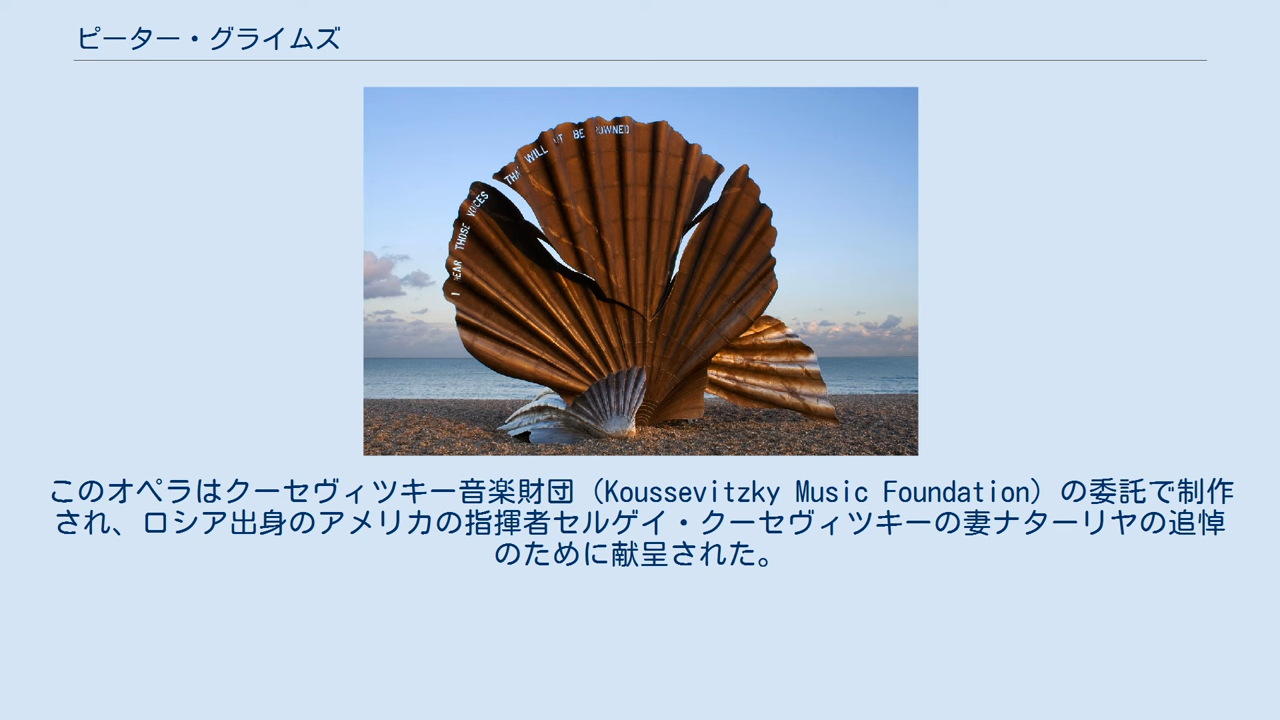 ピーター・グライムズ
I HEAR THOSE VOICES THAT WILL NOT BE DROWNED
このオペラはクーセヴィツキー音楽財団（Koussevitzky Music Foundation）の委託で制作
され、ロシア出身のアメリカの指揮者セルゲイ・クーセヴィツキーの妻ナターリヤの追悼
のために献呈された。